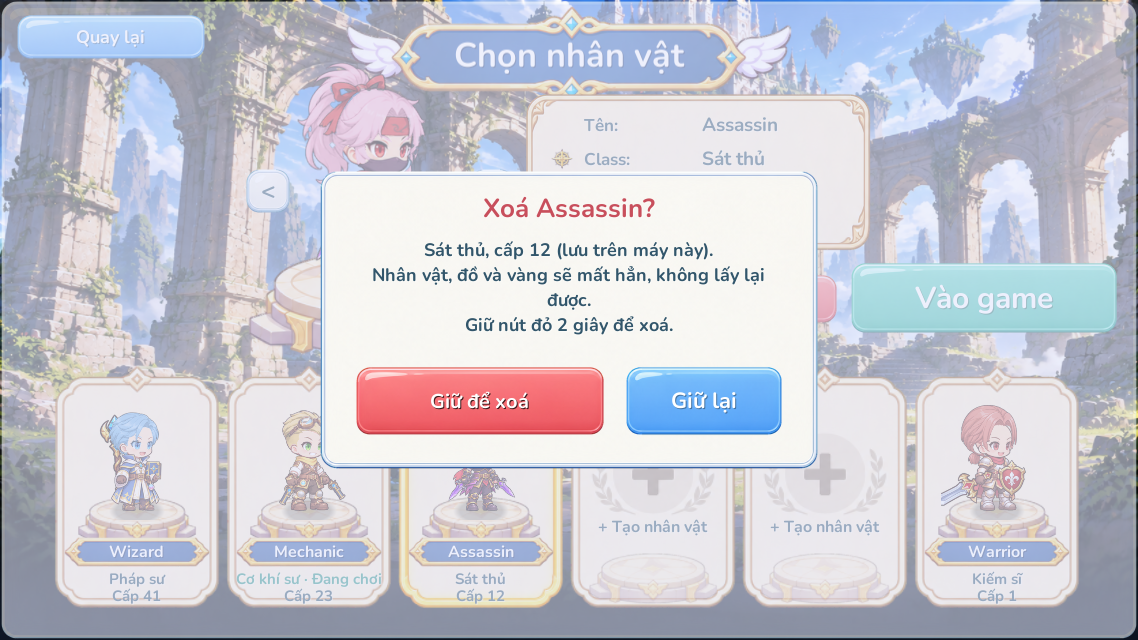 Quay lại
Chọn nhân vật
Tên: Assassin
Class: Sát thủ
<
Xoá Assassin?
Sát thủ, cấp 12 (lưu trên máy này).
Nhân vật, đồ và vàng sẽ mất hẳn, không lấy lại
được.
Giữ nút đỏ 2 giây để xoá.
Vào game
Giữ để xoá
Giữ lại
+ Tạo nhân vật
+ Tạo nhân vật
Wizard
Mechanic
Assassin
Warrior
Pháp sư
Cơ khí sư · Đang chơi
Sát thủ
Kiếm sĩ
Cấp 41
Cấp 23
Cấp 12
Cấp 1